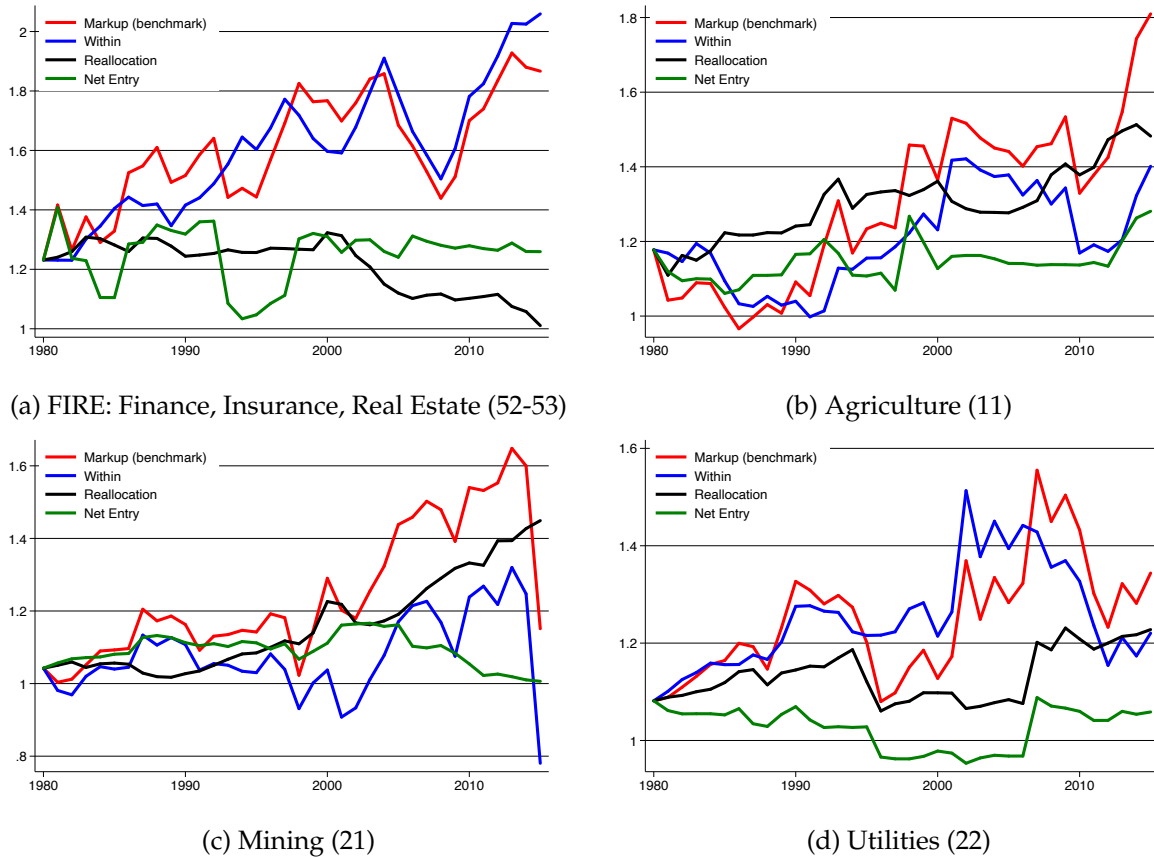 Markup (benchmark)
Within
Reallocation
Net Entry
2
1.8
1.6
1.4
1.2
1
1980 1990 2000 2010
(a) FIRE: Finance, Insurance, Real Estate (52-53)
Markup (benchmark)
Within
Reallocation
Net Entry
1.8
1.6
1.4
1.2
1
1980 1990 2000 2010
(b) Agriculture (11)
Markup (benchmark)
Within
Reallocation
Net Entry
1.6
1.4
1.2
1
.8
1980 1990 2000 2010
(c) Mining (21)
Markup (benchmark)
Within
Reallocation
Net Entry
1.6
1.4
1.2
1
1980 1990 2000 2010
(d) Utilities (22)